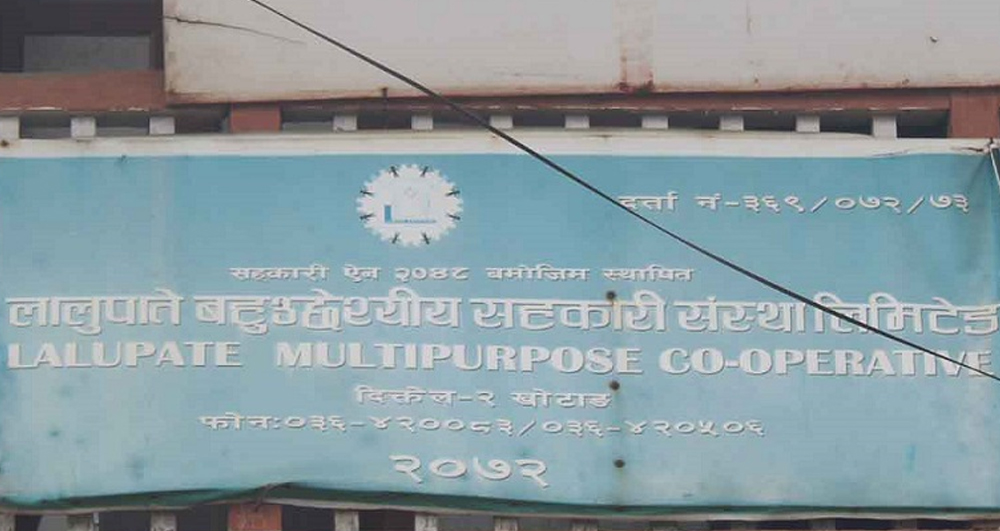 दर्ता नं-३६९/०७२/७३
सहकारी ऐन २०४८ बमोजिम स्थापित
लालुपाते बहुउद्देश्यीय सहकारी संस्था लिमिटेड
LALUPATE MULTIPURPOSE CO-OPERATIVE
दिक्तेल-२ खोटाङ
फोन:०३६-४२००८३/०३६-४२०५०६
२०७२